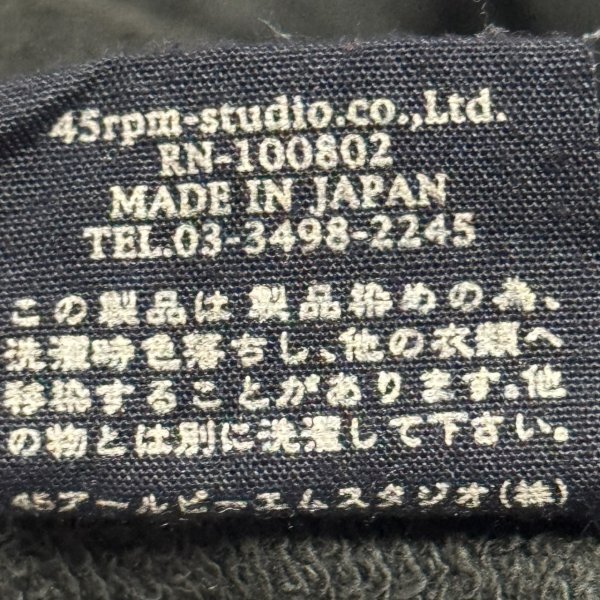 45rpm-studio.co.,Ltd.
RN-100802
MADE IN JAPAN
TEL.03-3498-2245
この製品は製品染めの為、
洗濯時色落ちし、他の衣類へ
移染することがあります。他
の物とは別に洗濯して下さい。
45アールピーエムスタジオ(株)